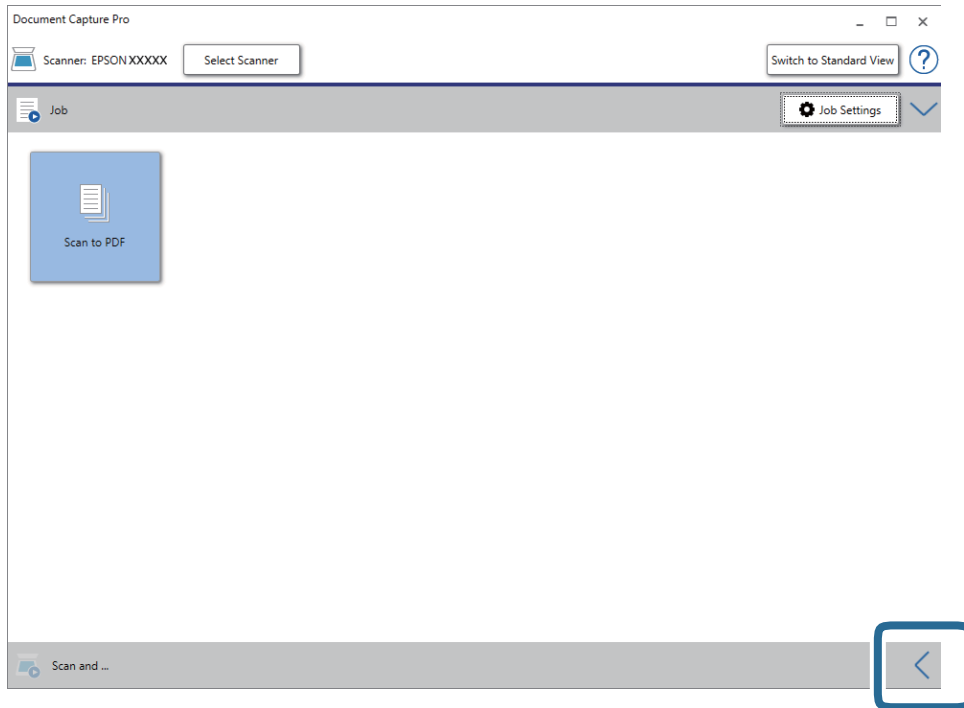 Document Capture Pro
Scanner: EPSON XXXXX
Select Scanner
Switch to Standard View
?
Job
Job Settings
Scan to PDF
Scan and ...